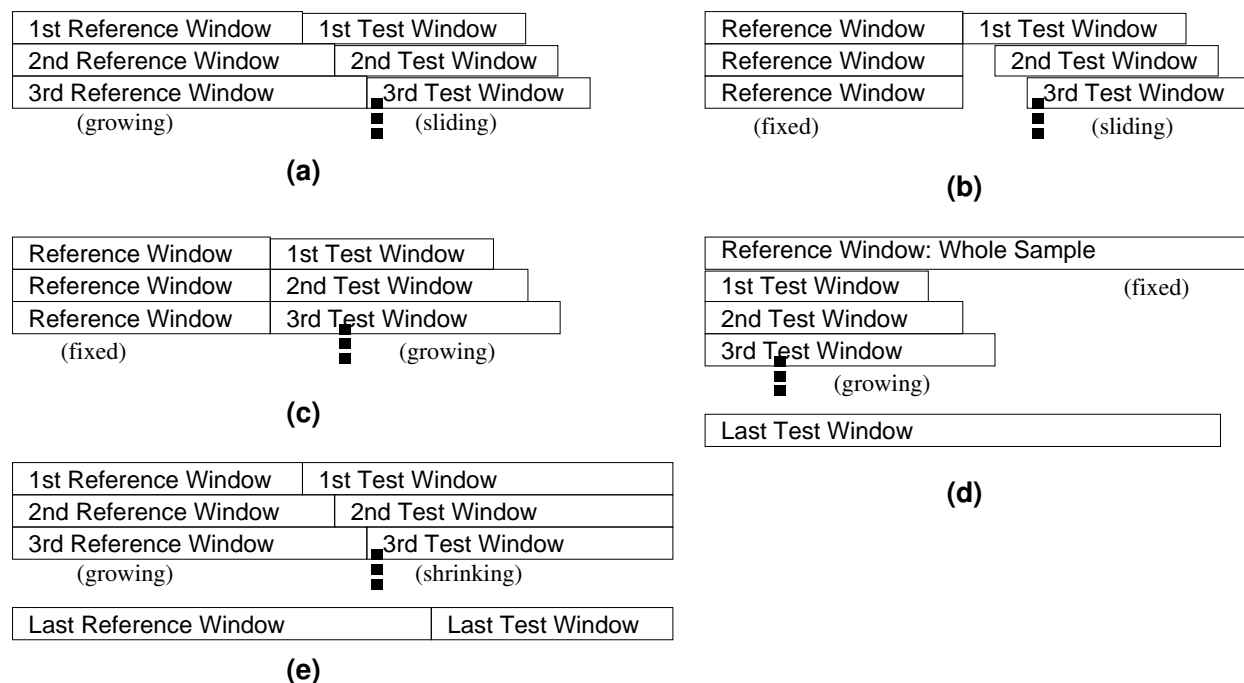 1st Reference Window 1st Test Window
2nd Reference Window 2nd Test Window
3rd Reference Window 3rd Test Window
(growing) (sliding)
(a)
Reference Window 1st Test Window
Reference Window 2nd Test Window
Reference Window 3rd Test Window
(fixed) (sliding)
(b)
Reference Window 1st Test Window
Reference Window 2nd Test Window
Reference Window 3rd Test Window
(fixed) (growing)
(c)
Reference Window: Whole Sample
(fixed)
1st Test Window
2nd Test Window
3rd Test Window
(growing)
Last Test Window
(d)
1st Reference Window 1st Test Window
2nd Reference Window 2nd Test Window
3rd Reference Window 3rd Test Window
(growing) (shrinking)
Last Reference Window Last Test Window
(e)